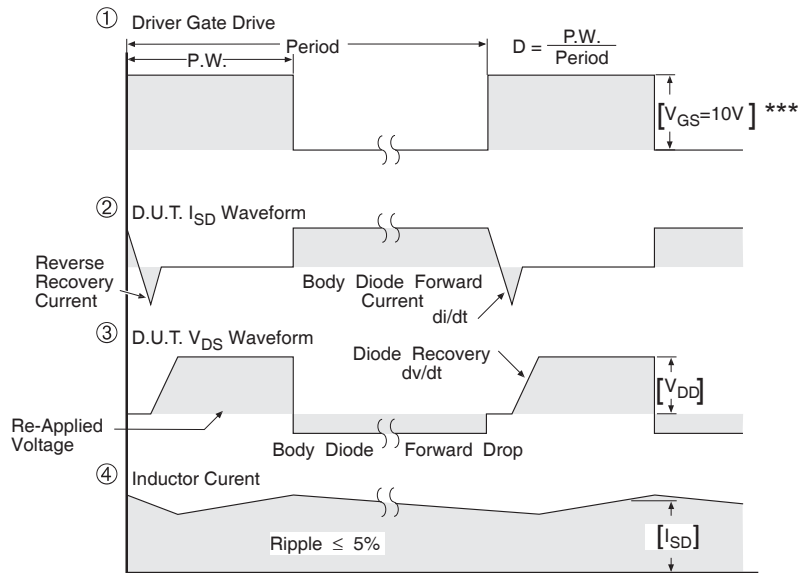 ① Driver Gate Drive
Period
P.W.
D = P.W.
Period
[VGS=10V] ***
② D.U.T. ISD Waveform
Reverse
Recovery
Current
Body Diode Forward
Current
di/dt
③ D.U.T. VDS Waveform
Diode Recovery
dv/dt
[VDD]
Re-Applied
Voltage
Body Diode Forward Drop
④ Inductor Curent
Ripple ≤ 5%
[ISD]